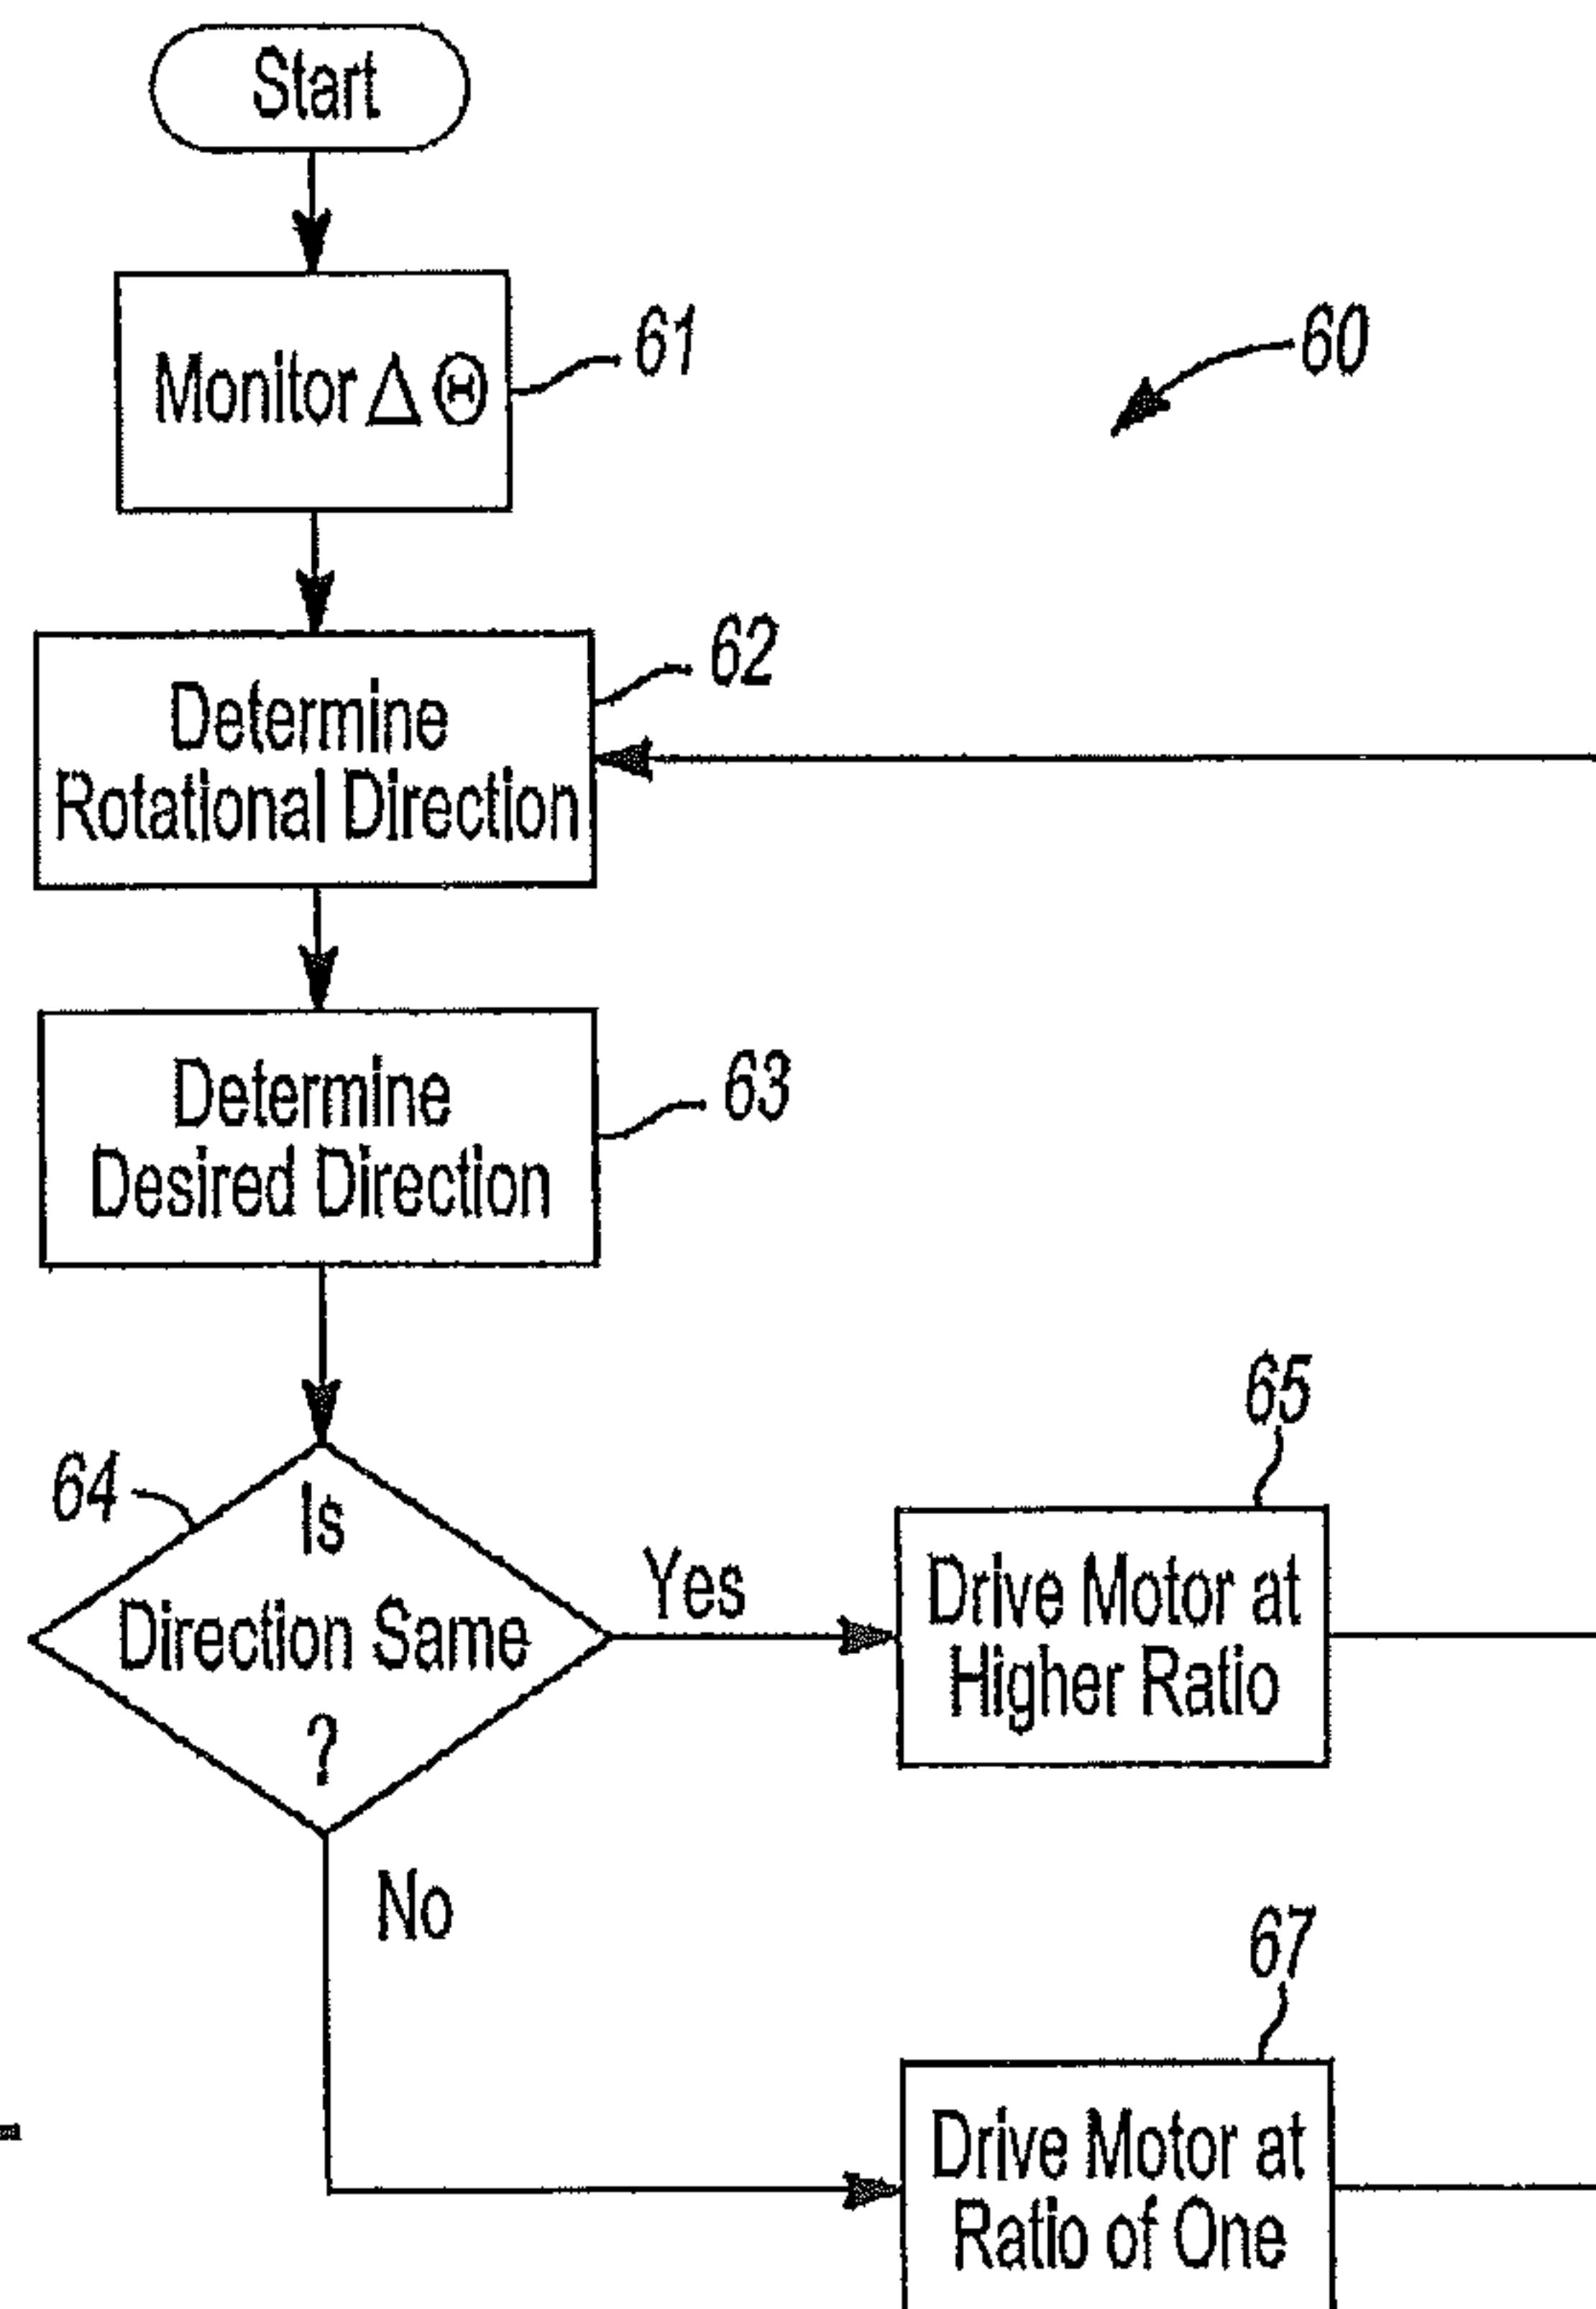 Start
Monitor Δ Θ
61
60
Determine
Rotational Direction
62
Determine
Desired Direction
63
64
Is
Direction Same
?
Yes
65
Drive Motor at
Higher Ratio
No
67
Drive Motor at
Ratio of One